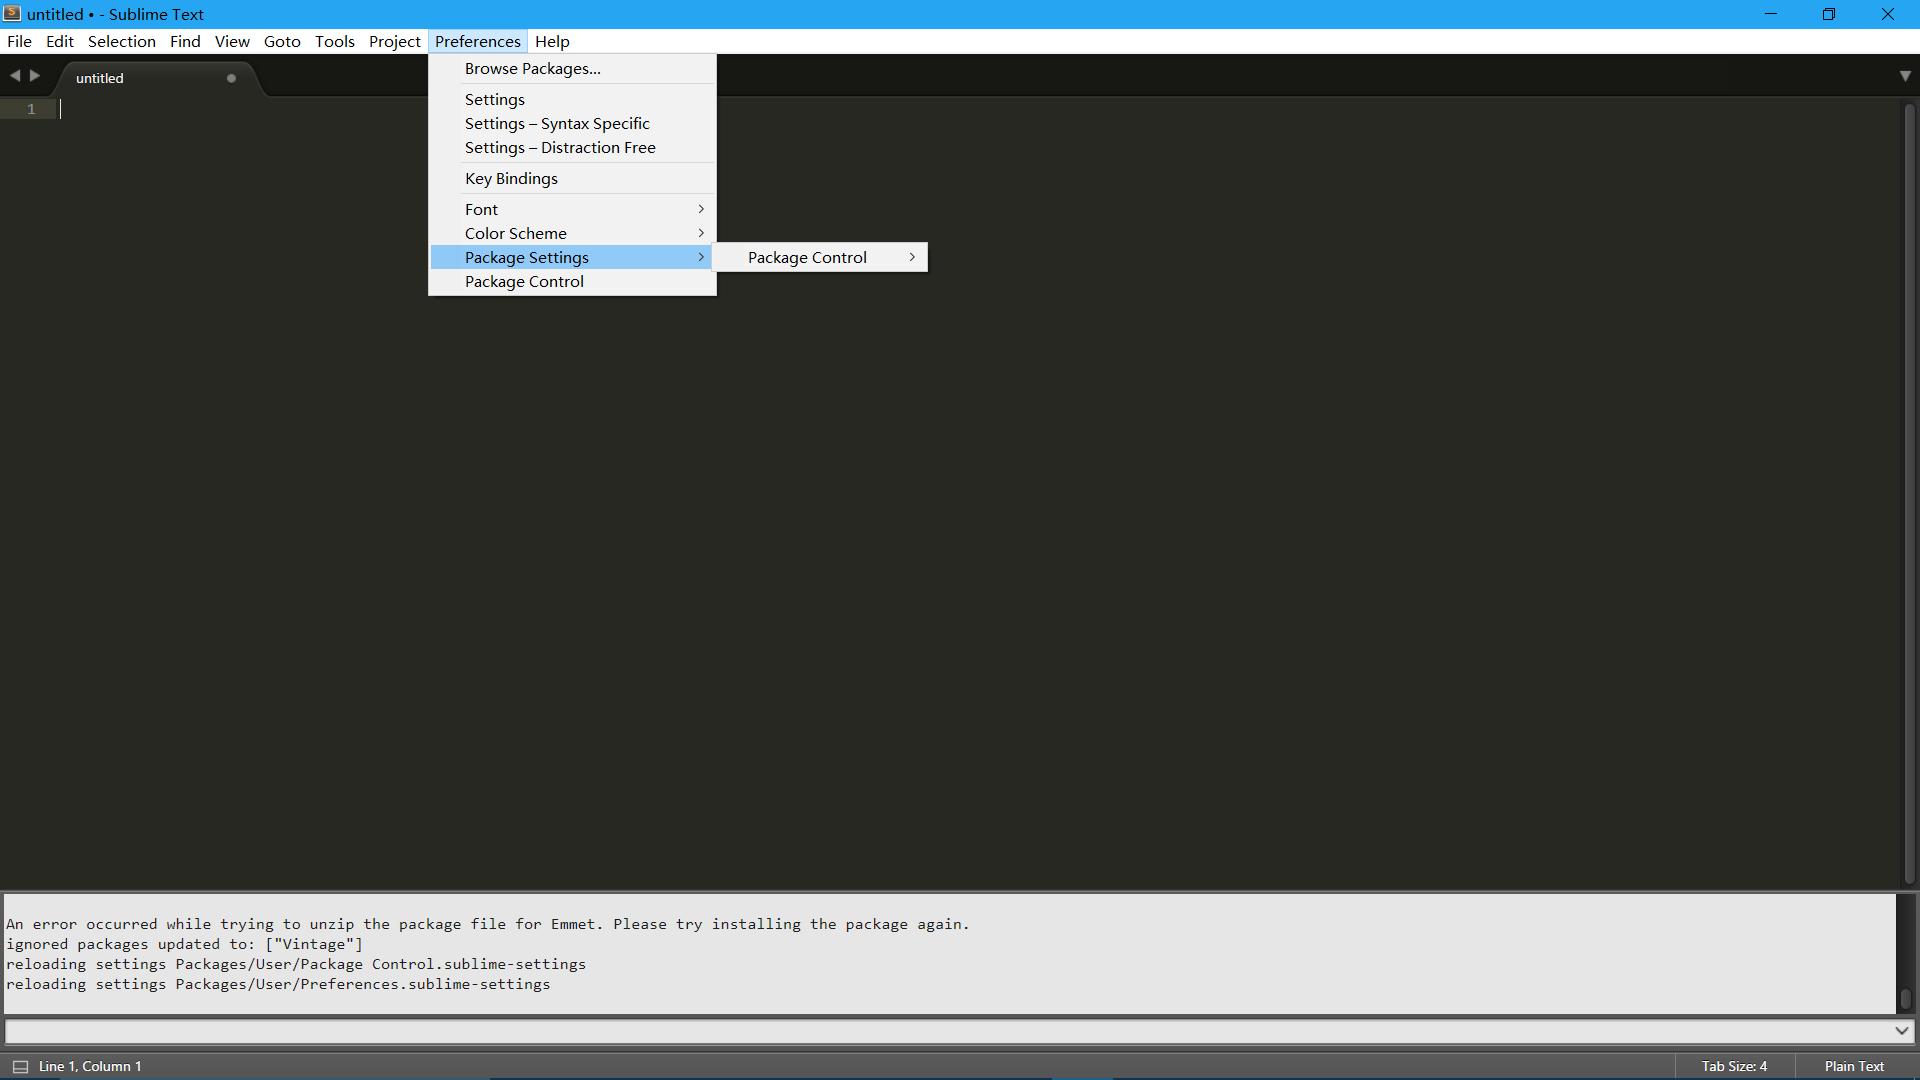 untitled • - Sublime Text
File Edit Selection Find View Goto Tools Project Preferences Help
untitled
1
Browse Packages...
Settings
Settings – Syntax Specific
Settings – Distraction Free
Key Bindings
Font
Color Scheme
Package Settings
Package Control
Package Control
An error occurred while trying to unzip the package file for Emmet. Please try installing the package again.
ignored packages updated to: ["Vintage"]
reloading settings Packages/User/Package Control.sublime-settings
reloading settings Packages/User/Preferences.sublime-settings
Line 1, Column 1
Tab Size: 4
Plain Text